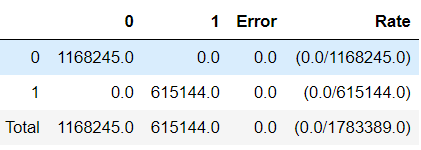 0 1 Error Rate
0 1168245.0 0.0 0.0 (0.0/1168245.0)
1 0.0 615144.0 0.0 (0.0/615144.0)
Total 1168245.0 615144.0 0.0 (0.0/1783389.0)